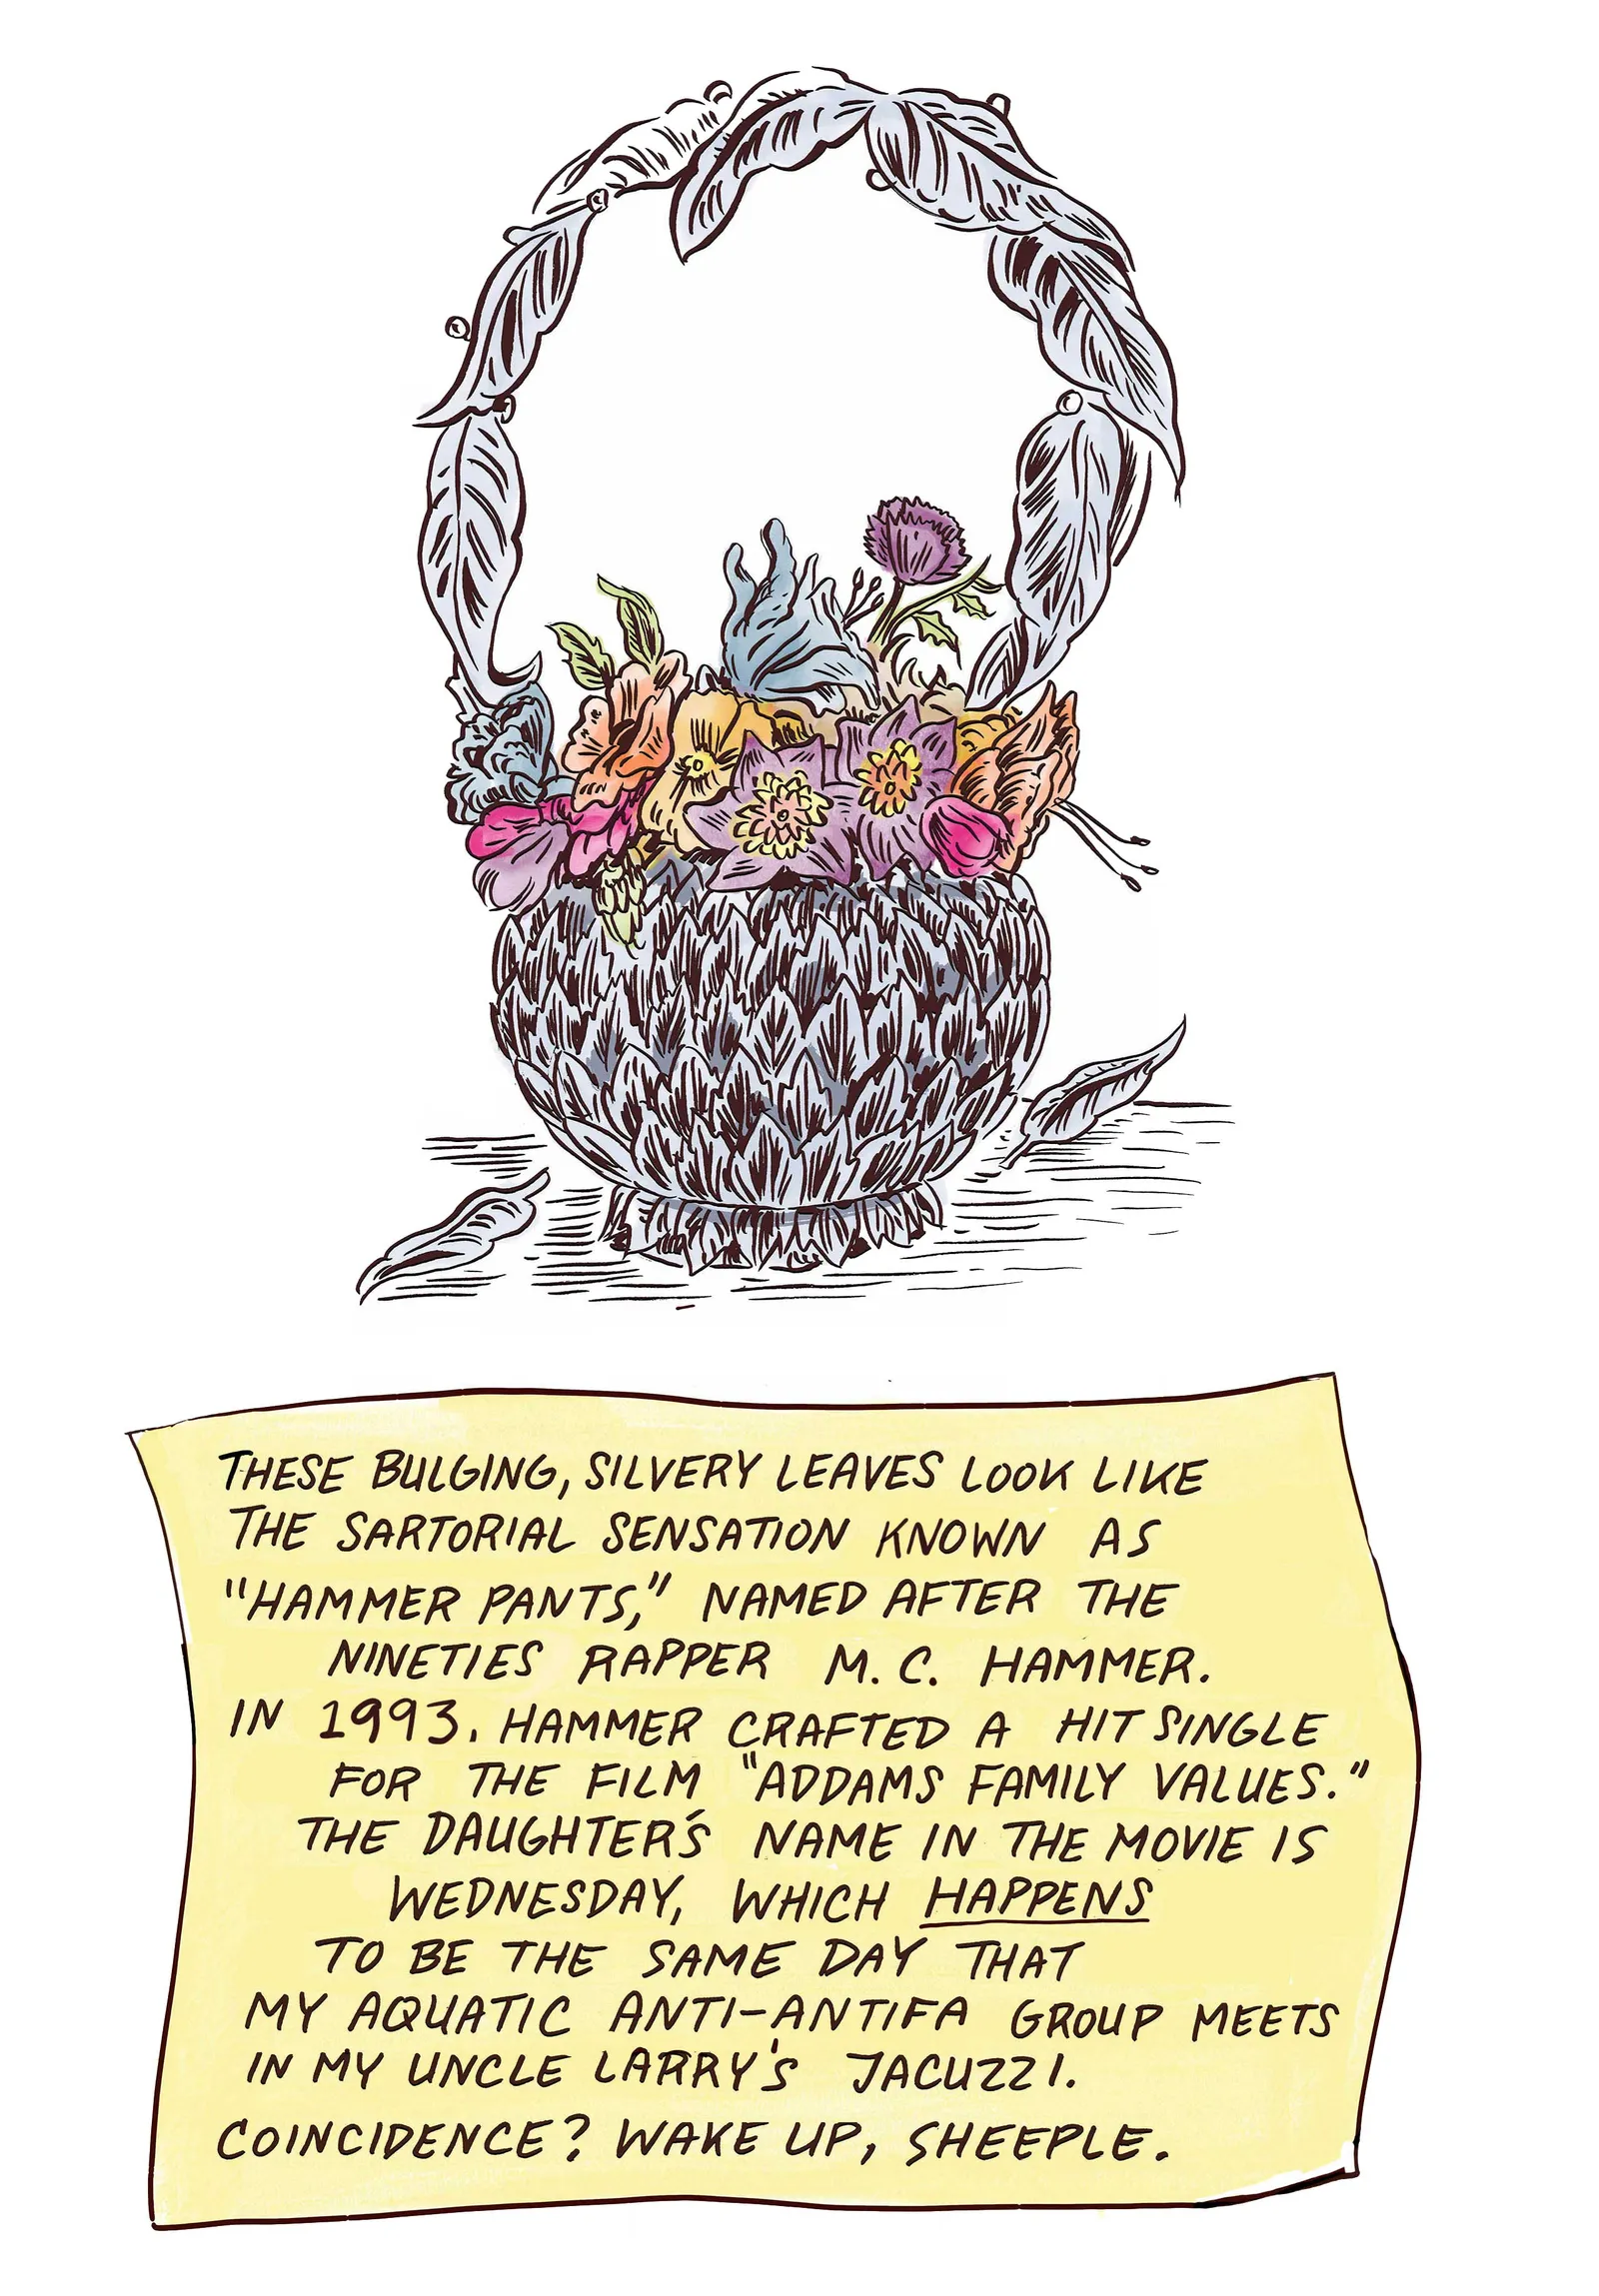 THESE BULGING, SILVERY LEAVES LOOK LIKE
THE SARTORIAL SENSATION KNOWN AS
"HAMMER PANTS," NAMED AFTER THE
NINETIES RAPPER M.C. HAMMER.
IN 1993, HAMMER CRAFTED A HIT SINGLE
FOR THE FILM "ADDAMS FAMILY VALUES."
THE DAUGHTER'S NAME IN THE MOVIE IS
WEDNESDAY, WHICH HAPPENS
TO BE THE SAME DAY THAT
MY AQUATIC ANTI-ANTIFA GROUP MEETS
IN MY UNCLE LARRY'S JACUZZI.
COINCIDENCE? WAKE UP, SHEEPLE.